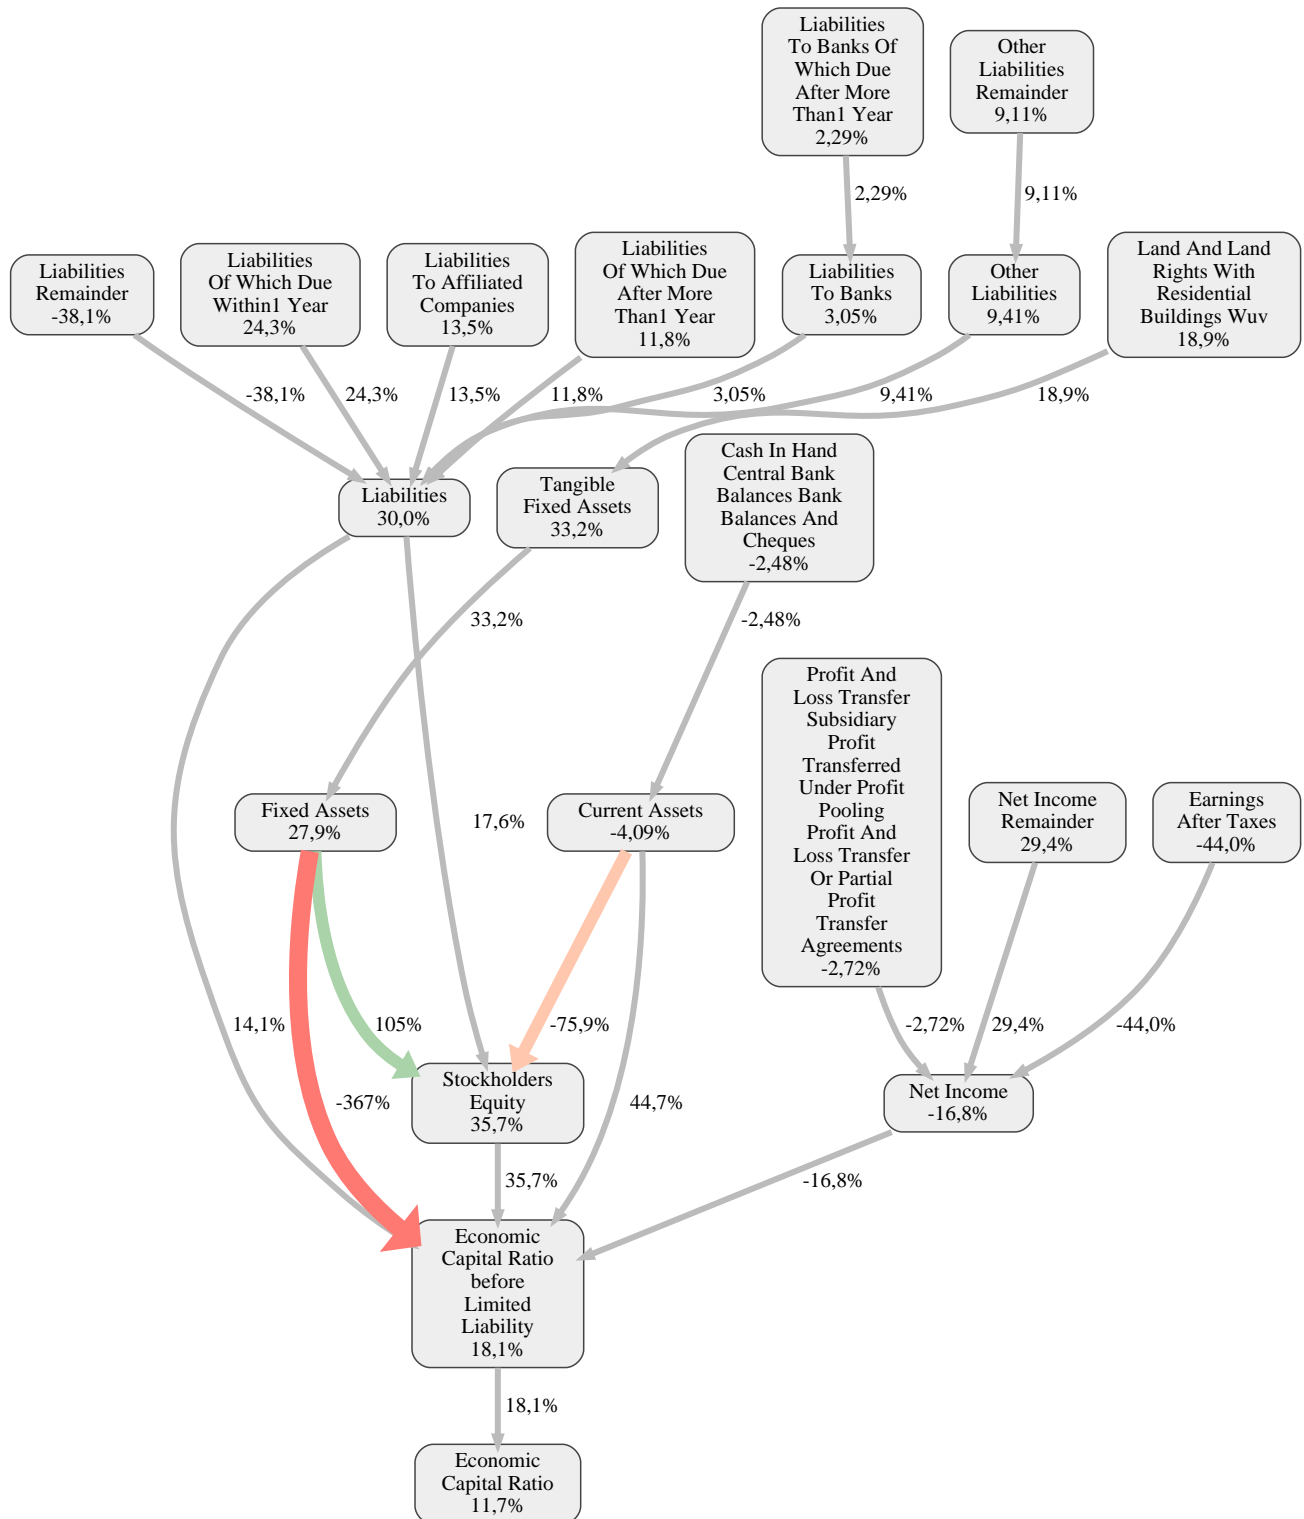 Liabilities
To Banks Of
Which Due
After More
Than1 Year
2,29%
Other
Liabilities
Remainder
9,11%
2,29%
9,11%
Liabilities
Remainder
-38,1%
Liabilities
Of Which Due
Within1 Year
24,3%
Liabilities
To Affiliated
Companies
13,5%
Liabilities
Of Which Due
After More
Than1 Year
11,8%
Liabilities
To Banks
3,05%
Other
Liabilities
9,41%
Land And Land
Rights With
Residential
Buildings Wuv
18,9%
-38,1%
24,3%
13,5%
11,8%
3,05%
9,41%
18,9%
Liabilities
30,0%
Tangible
Fixed Assets
33,2%
Cash In Hand
Central Bank
Balances Bank
Balances And
Cheques
-2,48%
33,2%
-2,48%
Profit And
Loss Transfer
Subsidiary
Profit
Transferred
Under Profit
Pooling
Profit And
Loss Transfer
Or Partial
Profit
Transfer
Agreements
-2,72%
Fixed Assets
27,9%
17,6%
Current Assets
-4,09%
Net Income
Remainder
29,4%
Earnings
After Taxes
-44,0%
14,1%
105%
-75,9%
-2,72%
29,4%
-44,0%
Stockholders
Equity
35,7%
-367%
44,7%
Net Income
-16,8%
35,7%
-16,8%
Economic
Capital Ratio
before
Limited
Liability
18,1%
18,1%
Economic
Capital Ratio
11,7%